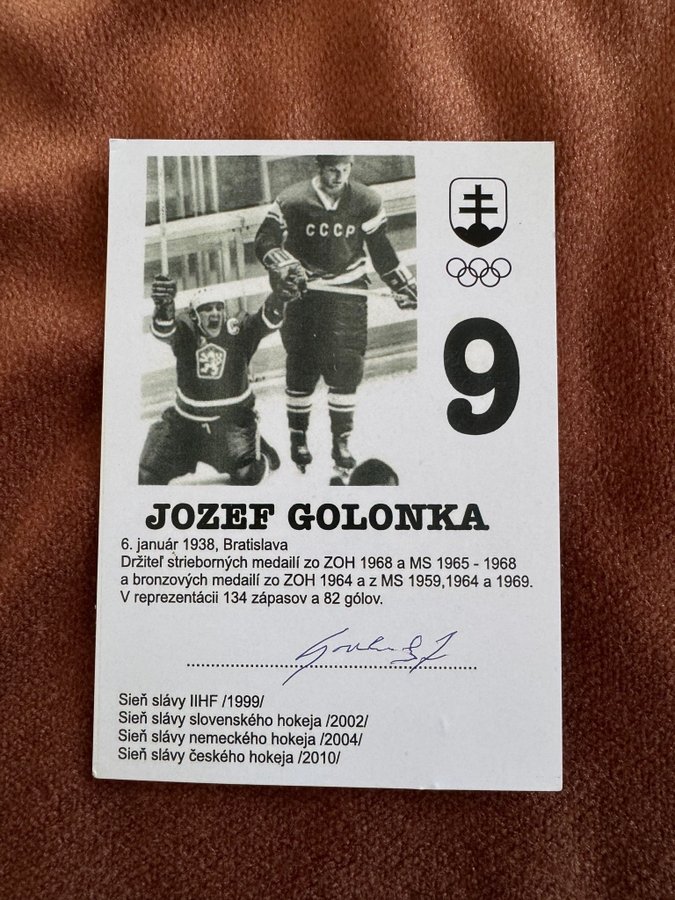 CCCP
C
9
JOZEF GOLONKA
6. január 1938, Bratislava
Držiteľ strieborných medailí zo ZOH 1968 a MS 1965 - 1968
a bronzových medailí zo ZOH 1964 a z MS 1959,1964 a 1969.
V reprezentácii 134 zápasov a 82 gólov.
Sieň slávy IIHF /1999/
Sieň slávy slovenského hokeja /2002/
Sieň slávy nemeckého hokeja /2004/
Sieň slávy českého hokeja /2010/